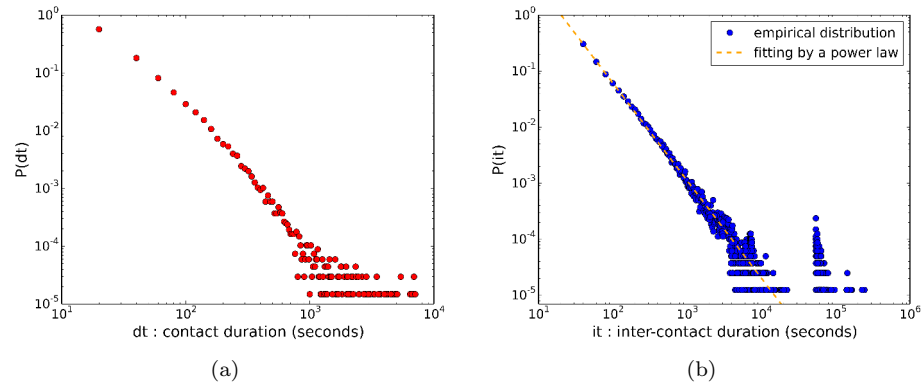 10^0
10^-1
10^-2
10^-3
10^-4
10^-5
P(dt)
10^1 10^2 10^3 10^4
dt : contact duration (seconds)
(a)
10^0
10^-1
10^-2
10^-3
10^-4
10^-5
P(it)
empirical distribution
fitting by a power law
10^1 10^2 10^3 10^4 10^5 10^6
it : inter-contact duration (seconds)
(b)